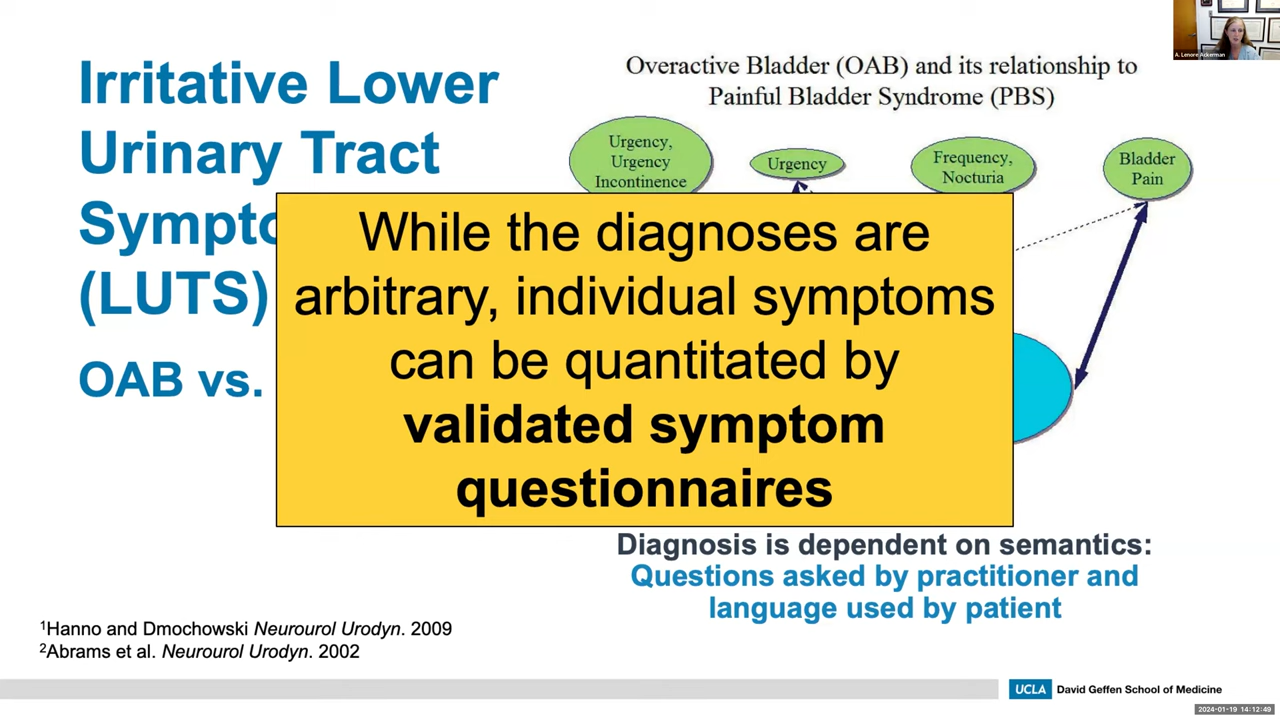 A. Lenore Ackerman
Irritative Lower
Urinary Tract
Sympto
(LUTS)
OAB vs.
Overactive Bladder (OAB) and its relationship to
Painful Bladder Syndrome (PBS)
Urgency,
Urgency
Incontinence
Urgency
Frequency,
Nocturia
Bladder
Pain
While the diagnoses are
arbitrary, individual symptoms
can be quantitated by
validated symptom
questionnaires
Diagnosis is dependent on semantics:
Questions asked by practitioner and
language used by patient
¹Hanno and Dmochowski Neurourol Urodyn. 2009
²Abrams et al. Neurourol Urodyn. 2002
UCLA David Geffen School of Medicine
2024-01-19 14:12:49